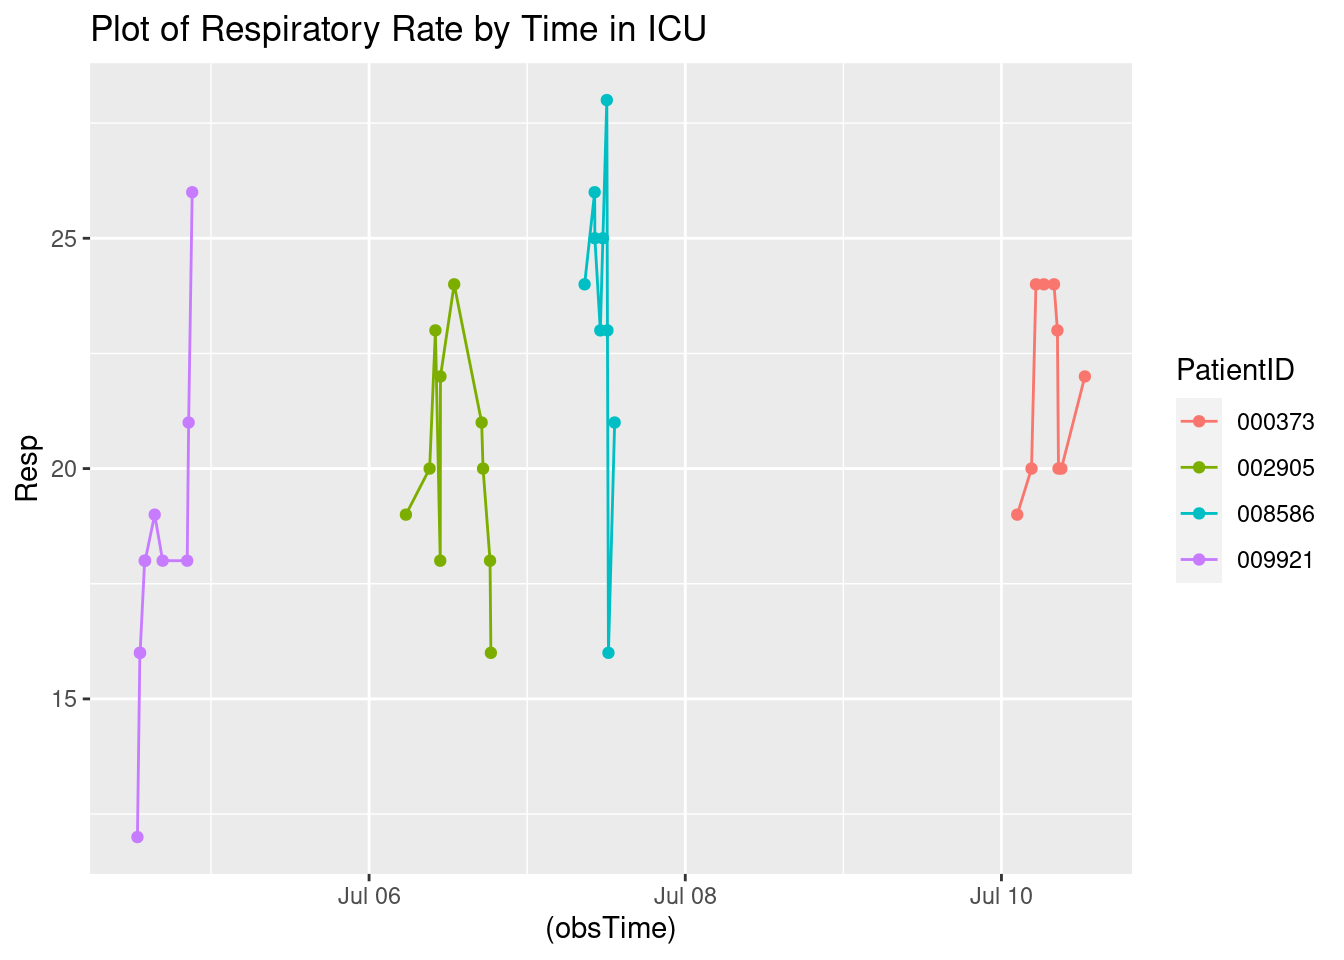 Plot of Respiratory Rate by Time in ICU
25
20
15
Resp
Jul 06
Jul 08
Jul 10
(obsTime)
PatientID
000373
002905
008586
009921